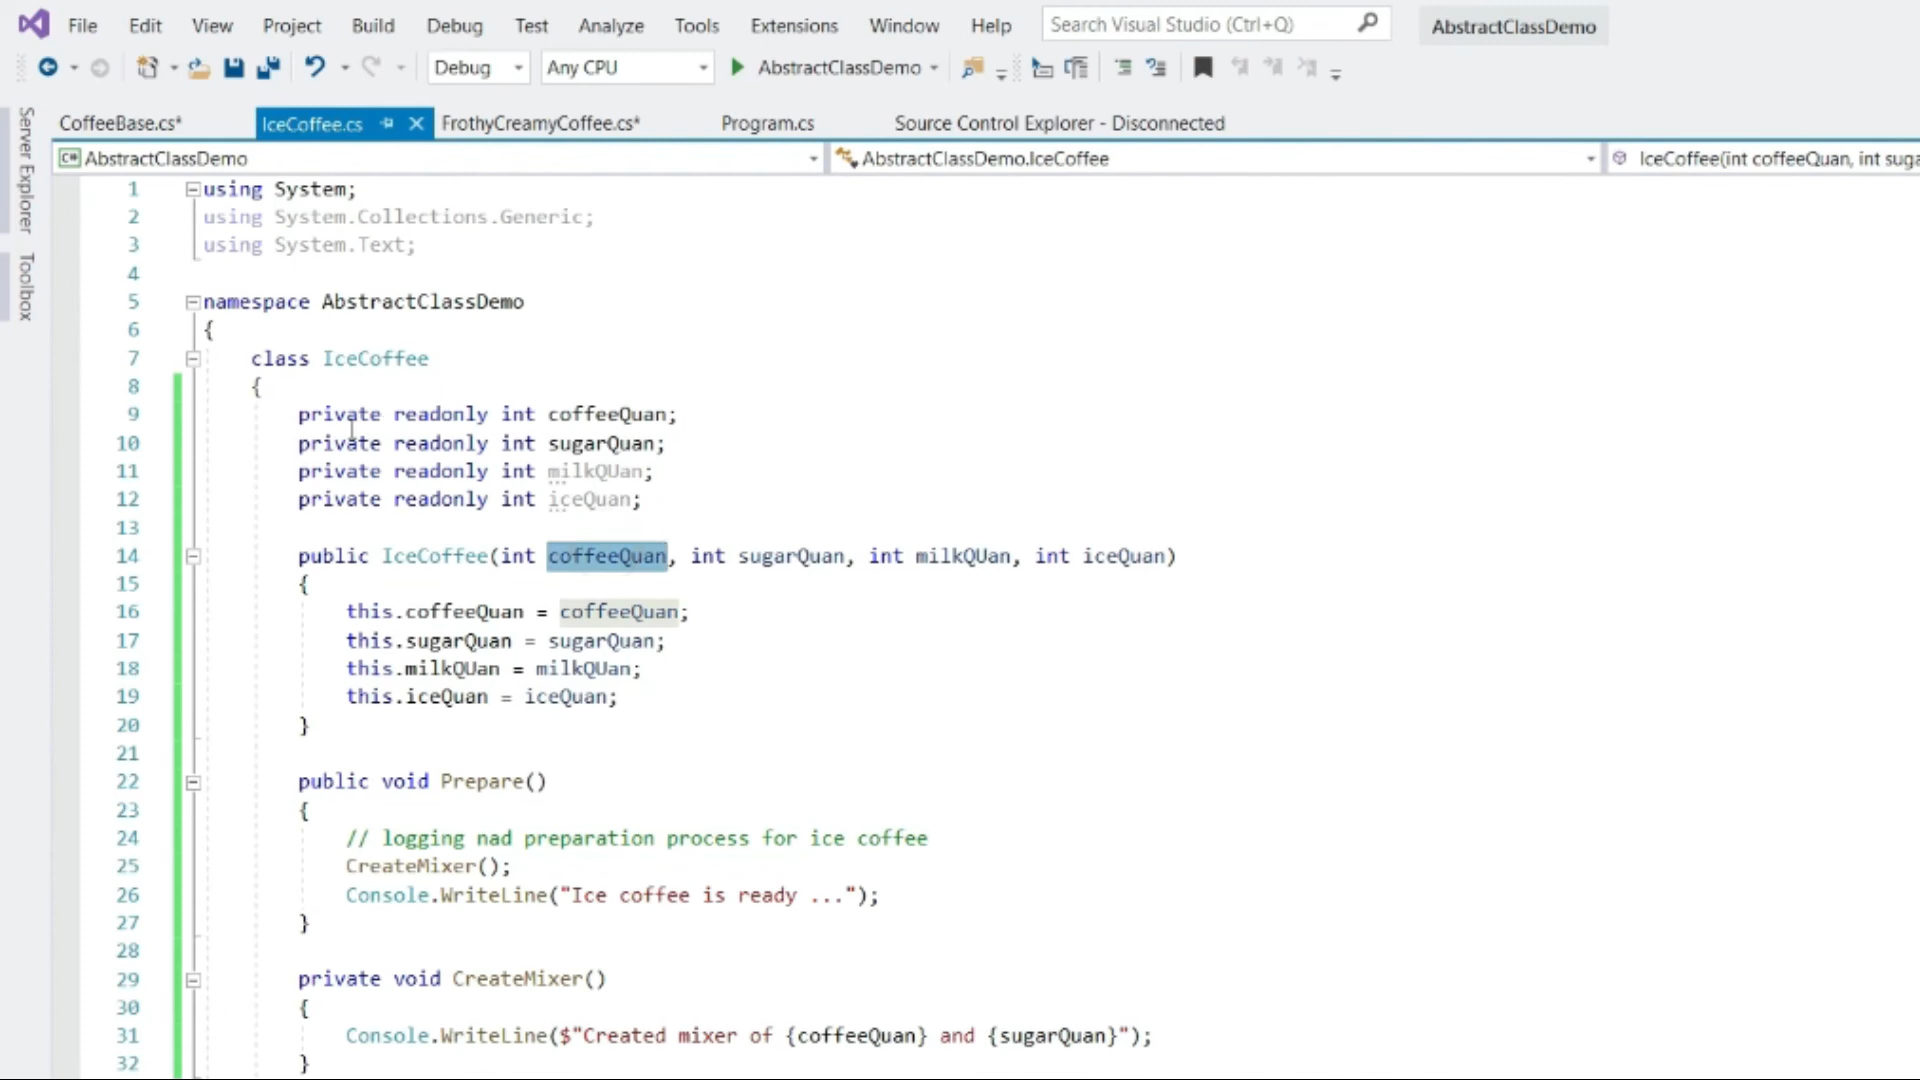 File Edit View Project Build Debug Test Analyze Tools Extensions Window Help Search Visual Studio (Ctrl+Q) AbstractClassDemo
Debug Any CPU AbstractClassDemo
Server Explorer
Toolbox
CoffeeBase.cs* IceCoffee.cs FrothyCreamyCoffee.cs* Program.cs Source Control Explorer - Disconnected
C# AbstractClassDemo AbstractClassDemo.IceCoffee IceCoffee(int coffeeQuan, int suga
1 using System;
2 using System.Collections.Generic;
3 using System.Text;
4
5 namespace AbstractClassDemo
6 {
7 class IceCoffee
8 {
9 private readonly int coffeeQuan;
10 private readonly int sugarQuan;
11 private readonly int milkQUan;
12 private readonly int iceQuan;
13
14 public IceCoffee(int coffeeQuan, int sugarQuan, int milkQUan, int iceQuan)
15 {
16 this.coffeeQuan = coffeeQuan;
17 this.sugarQuan = sugarQuan;
18 this.milkQUan = milkQUan;
19 this.iceQuan = iceQuan;
20 }
21
22 public void Prepare()
23 {
24 // logging nad preparation process for ice coffee
25 CreateMixer();
26 Console.WriteLine("Ice coffee is ready ...");
27 }
28
29 private void CreateMixer()
30 {
31 Console.WriteLine($"Created mixer of {coffeeQuan} and {sugarQuan}");
32 }